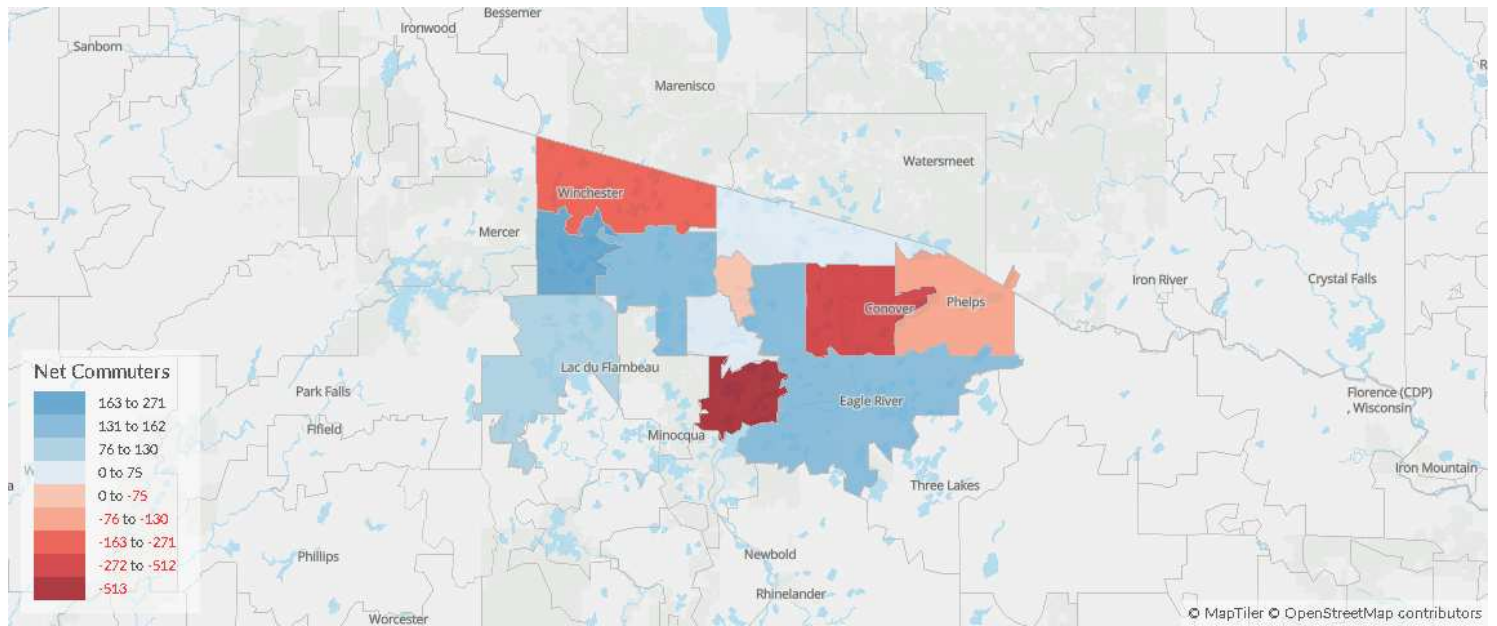 Bessemer
Ironwood
Sanborn
Marenisco
Watersmeet
Winchester
Mercer
Iron River
Crystal Falls
Phelps
Conover
Net Commuters
163 to 271
131 to 162
76 to 130
0 to 75
0 to -75
-76 to -130
-163 to -271
-272 to -512
-513
Lac du Flambeau
Park Falls
Eagle River
Florence (CDP)
, Wisconsin
Fifield
Minocqua
Iron Mountain
Three Lakes
Phillips
Newbold
Rhinelander
Worcester
© MapTiler © OpenStreetMap contributors